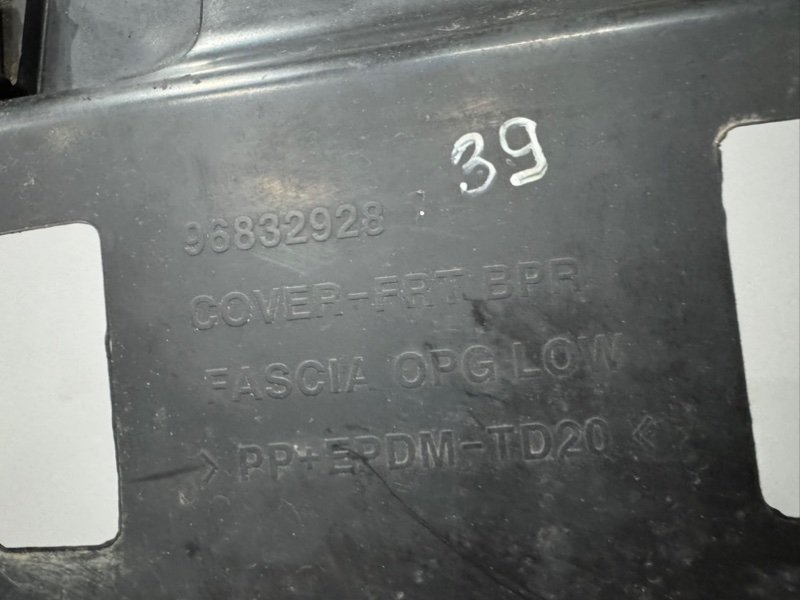 39
96832928
COVER-FRT BPR
FASCIA OPG LOW
>PP+EPDM-TD20<